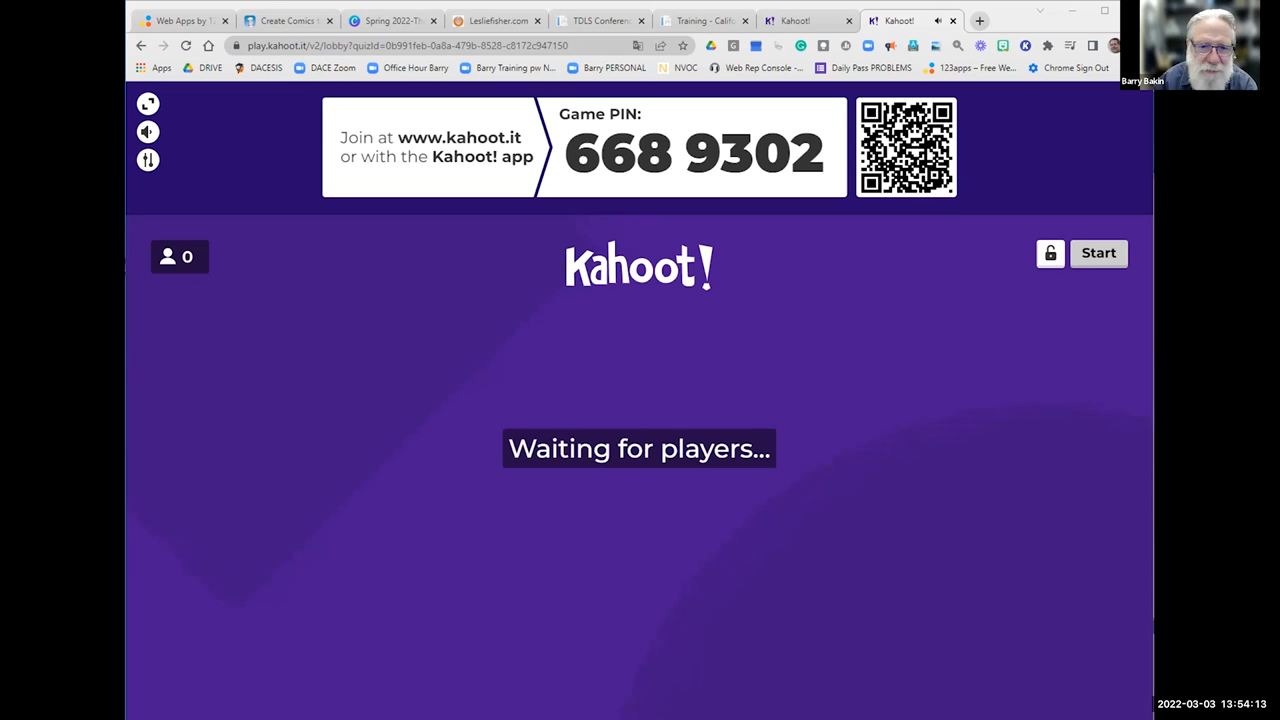 Web Apps by 1
Create Comics
Spring 2022-Th
Lesliefisher.com
TDLS Conferenc
Training - Calif
Kahoot!
Kahoot!
play.kahoot.it/v2/lobby?quizId=0b9916eb-0a8a-479b-8528-c8172c947150
Apps
DRIVE
DACESIS
DACE Zoom
Office Hour Barry
Barry Training pw N...
Barry PERSONAL
NVOC
Web Rep Console -...
Daily Pass PROBLEMS
123apps – Free We...
Chrome Sign Out
Barry Bakin
Join at www.kahoot.it
or with the Kahoot! app
Game PIN:
668 9302
0
Kahoot!
Start
Waiting for players...
2022-03-03 13:54:13